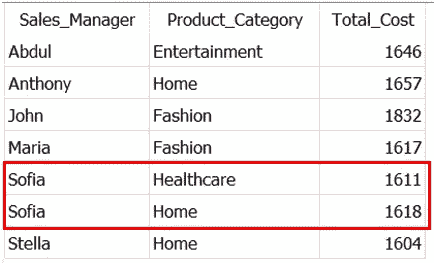 Sales_Manager Product_Category Total_Cost
Abdul Entertainment 1646
Anthony Home 1657
John Fashion 1832
Maria Fashion 1617
Sofia Healthcare 1611
Sofia Home 1618
Stella Home 1604